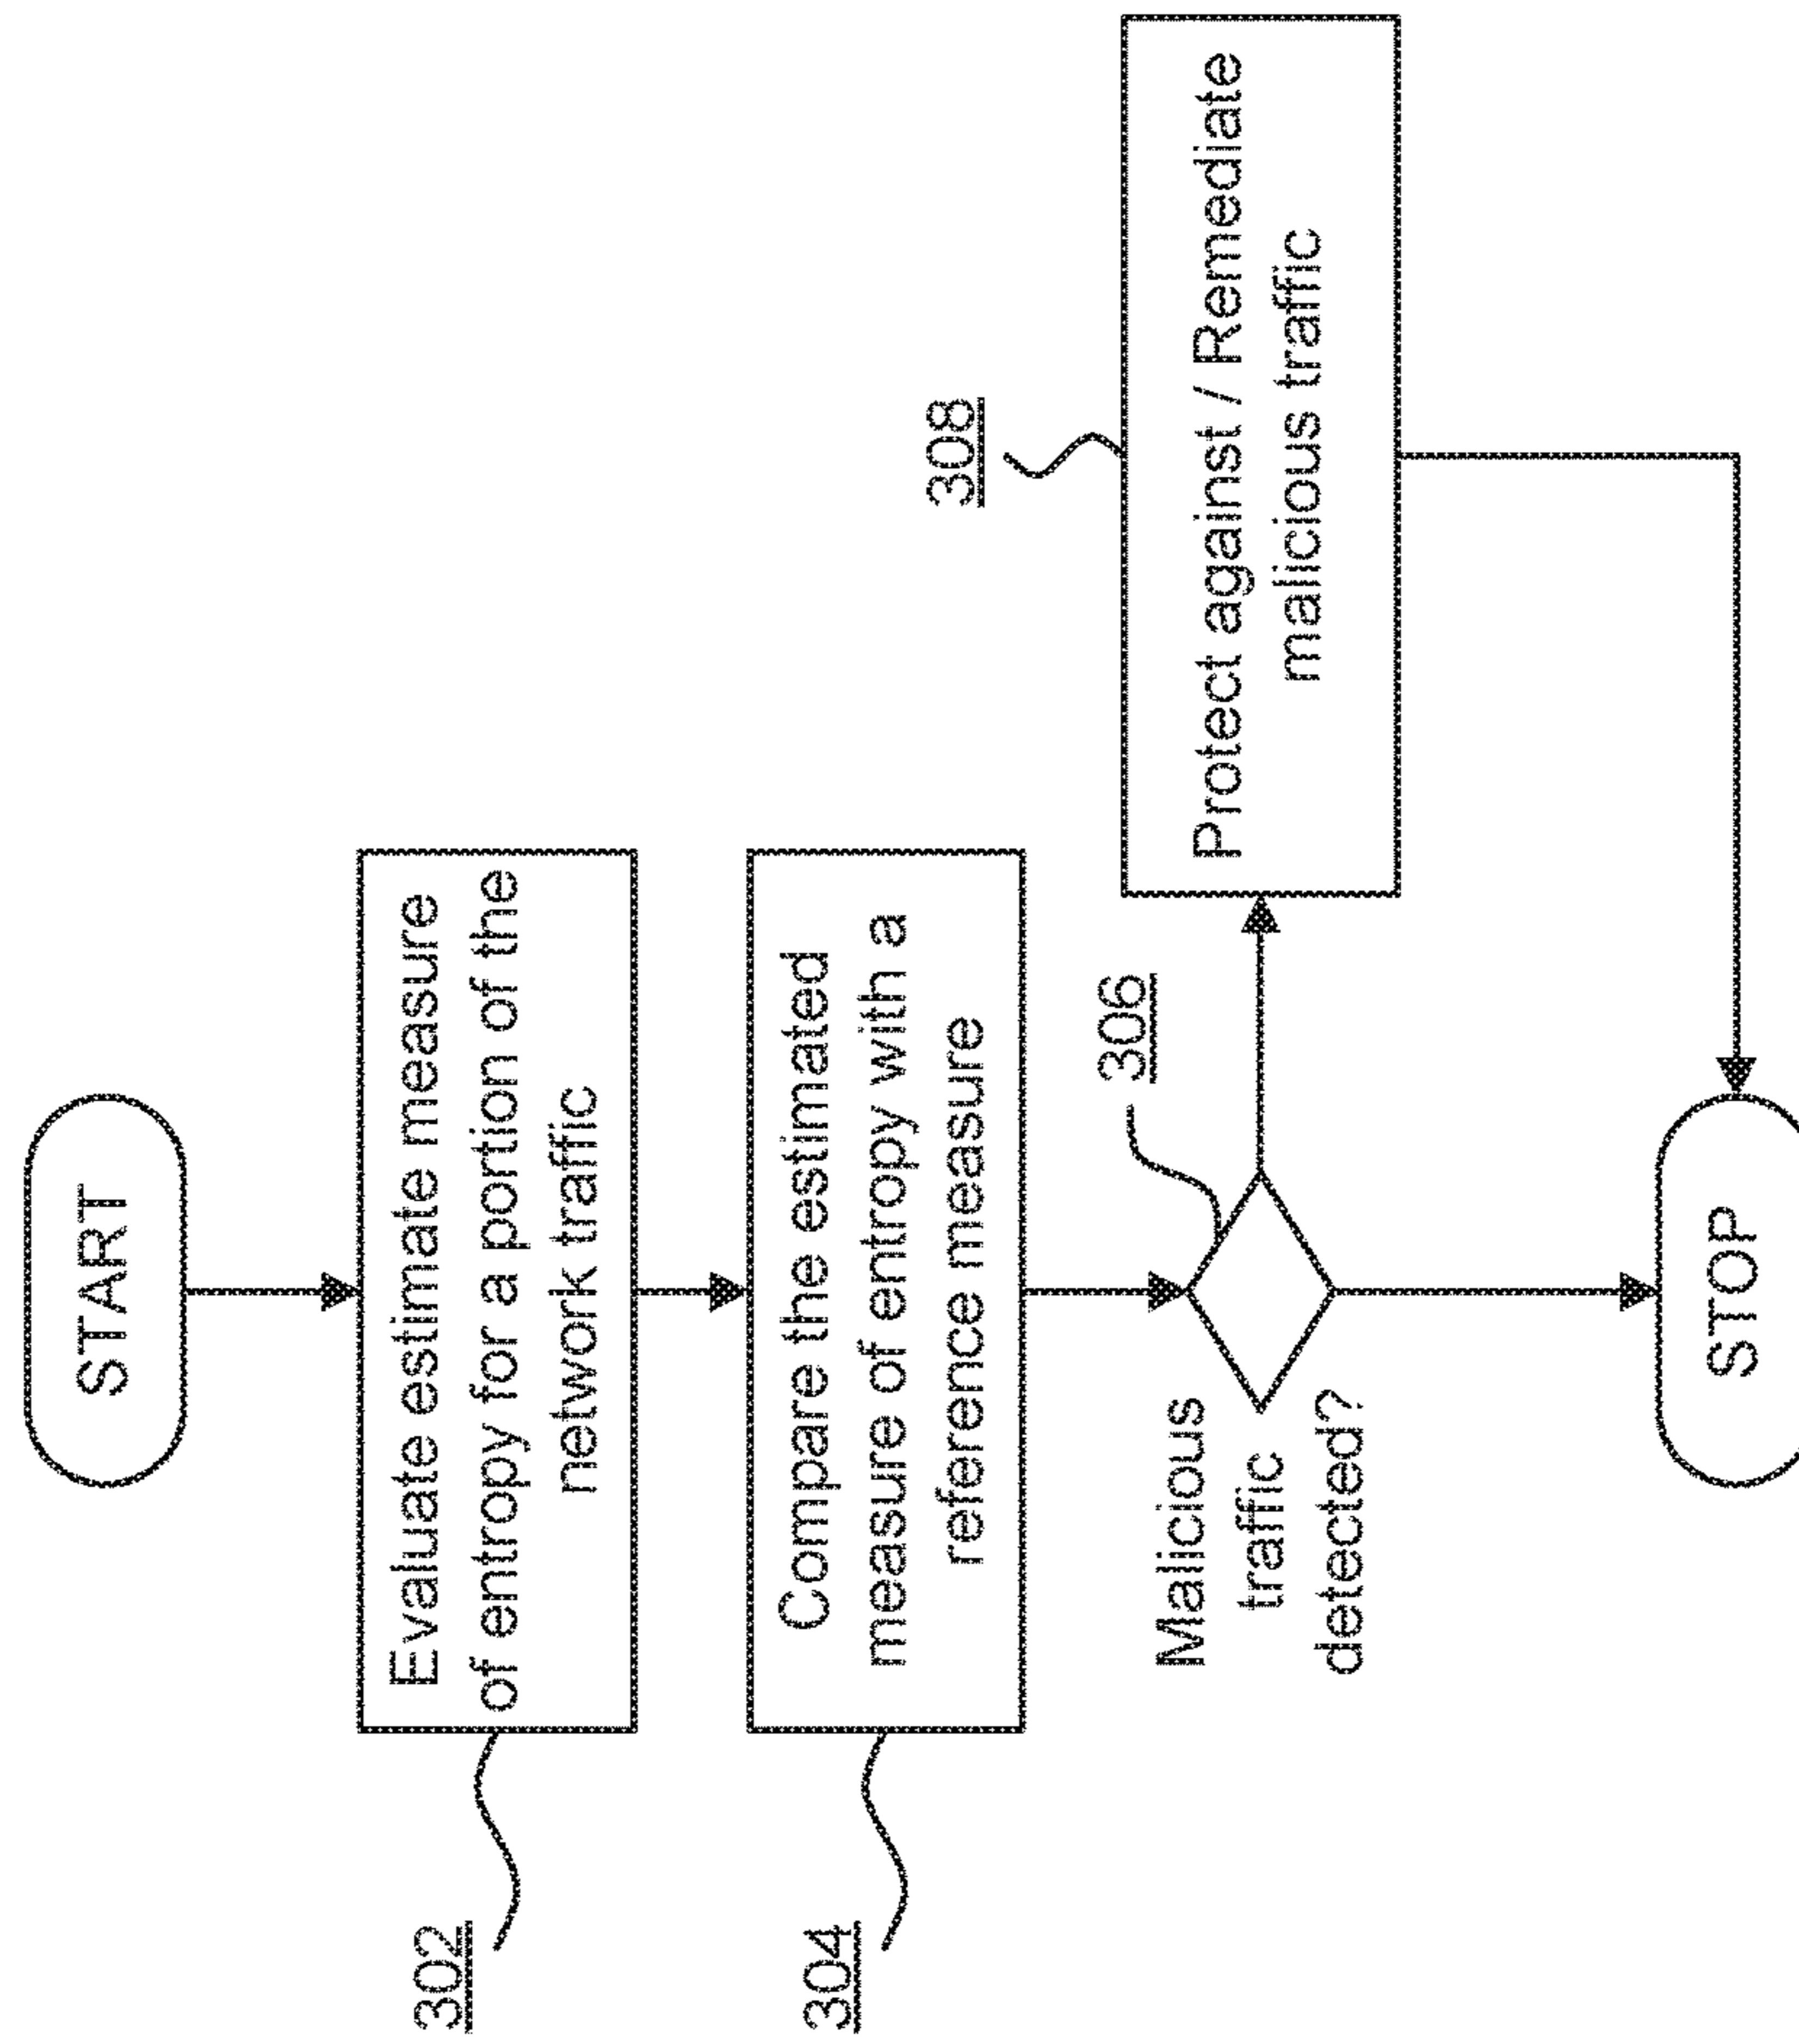 START
302
Evaluate estimate measure
of entropy for a portion of the
network traffic
304
Compare the estimated
measure of entropy with a
reference measure
306
Malicious
traffic
detected?
308
Protect against / Remediate
malicious traffic
STOP